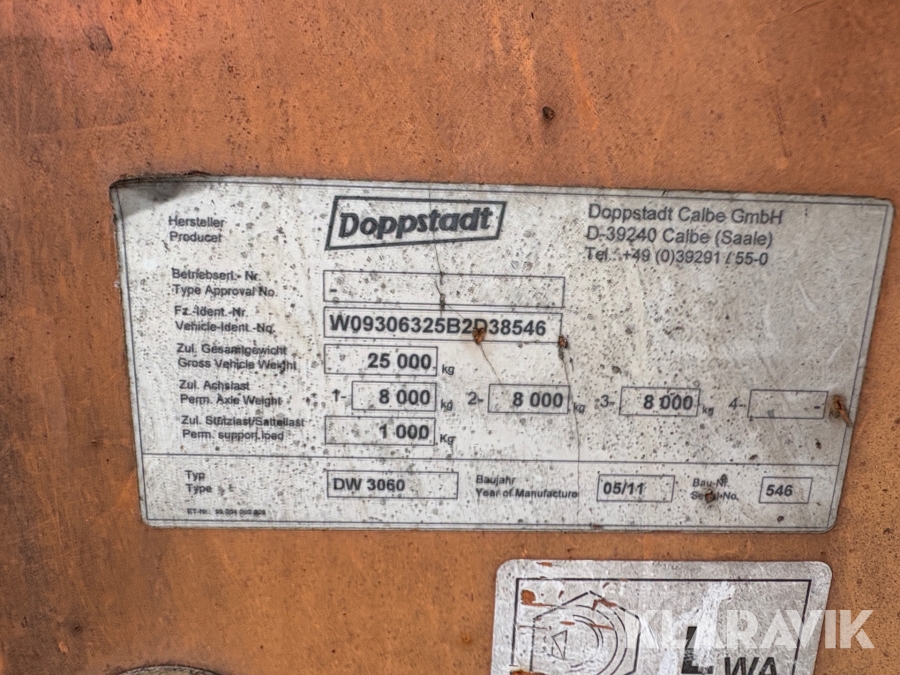 Hersteller
Producer
Doppstadt
Doppstadt Calbe GmbH
D-39240 Calbe (Saale)
Tel.: +49 (0)39291 / 55-0
Betriebserl.- Nr.
Type Approval No.
-
Fz.-Ident.-Nr.
Vehicle-Ident.-No.
W09306325B2D38546
Zul. Gesamtgewicht
Gross Vehicle Weight
25 000 kg
Zul. Achslast
Perm. Axle Weight
1- 8 000 kg 2- 8 000 kg 3- 8 000 kg 4- -
Zul. Stützlast/Sattellast
Perm. support load
1 000 Kg
Typ
Type
DW 3060
Baujahr
Year of Manufacture
05/11
Bau-Nr.
Serial-No.
546
KLARAVIK
L WA